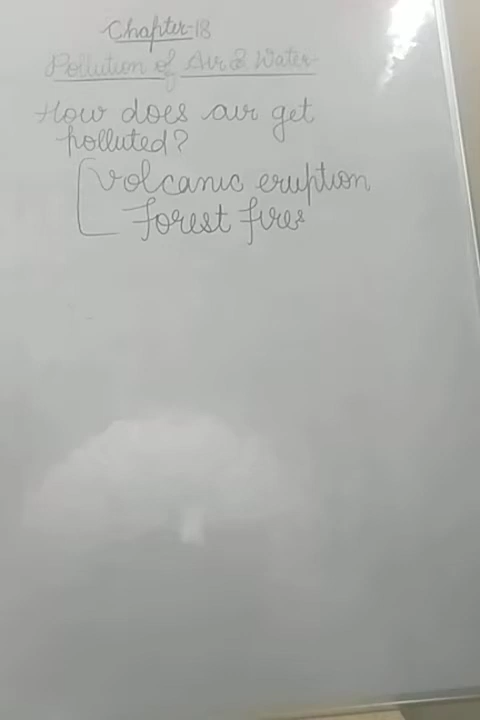 Chapter-18
Pollution of Air & Water
How does air get
polluted?
Volcanic eruption
Forest fires